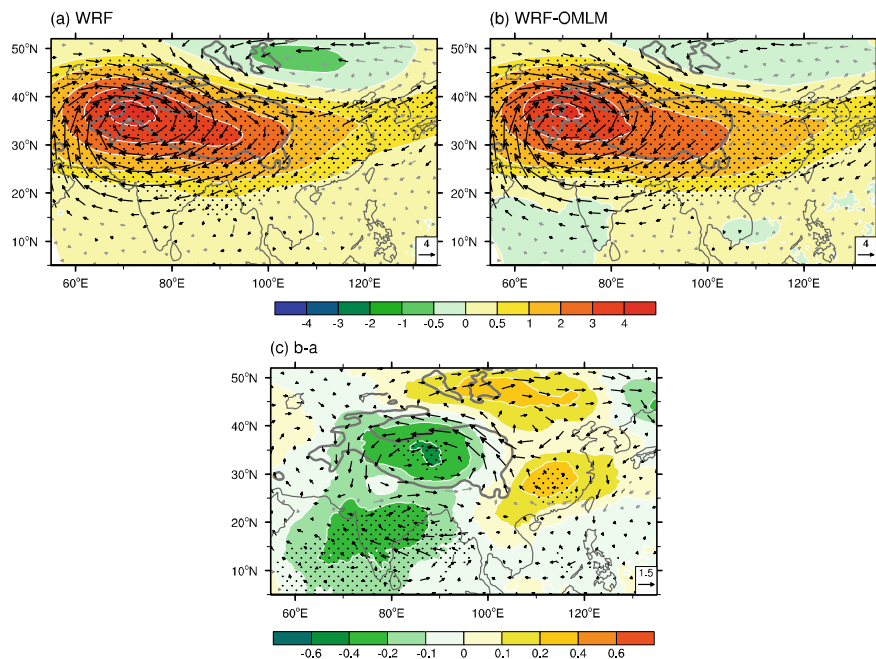 (a) WRF
(b) WRF-OMLM
50°N
40°N
30°N
20°N
10°N
4
60°E
80°E
100°E
120°E
50°N
40°N
30°N
20°N
10°N
4
60°E
80°E
100°E
120°E
-4 -3 -2 -1 -0.5 0 0.5 1 2 3 4
(c) b-a
50°N
40°N
30°N
20°N
10°N
1.5
60°E
80°E
100°E
120°E
-0.6 -0.4 -0.2 -0.1 0 0.1 0.2 0.4 0.6